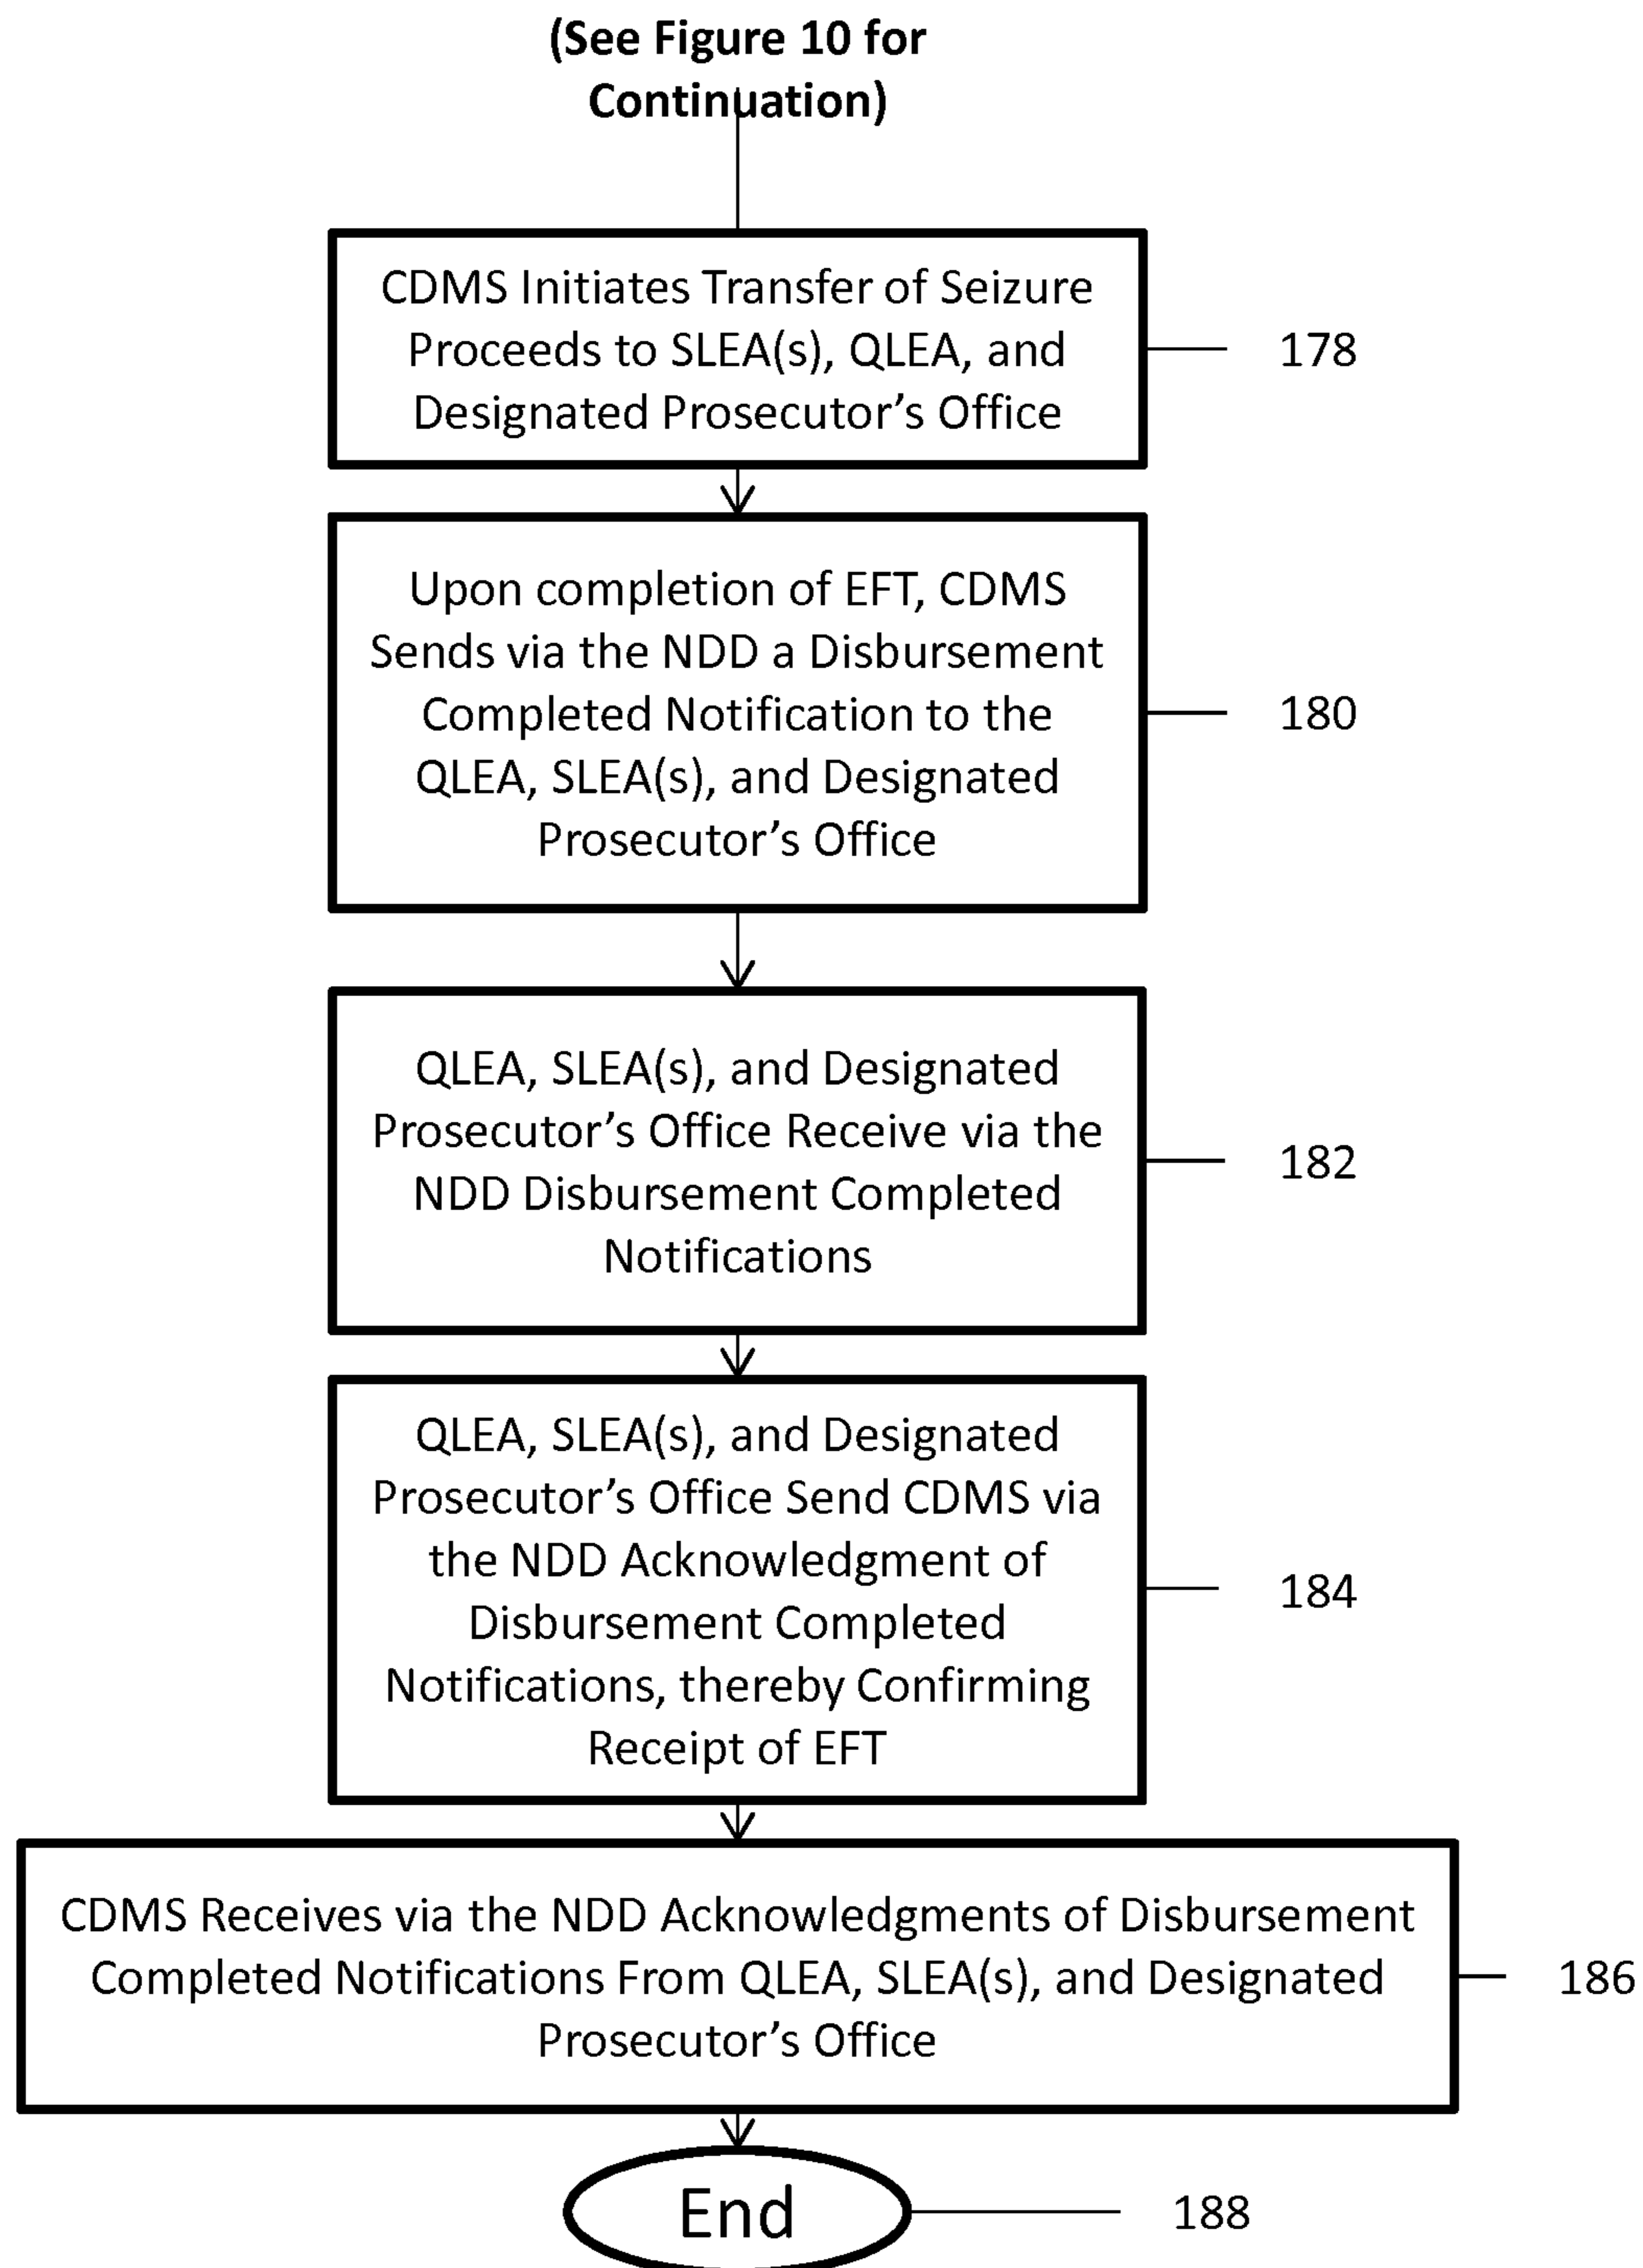 (See Figure 10 for
Continuation)
CDMS Initiates Transfer of Seizure
Proceeds to SLEA(s), QLEA, and
Designated Prosecutor’s Office
178
Upon completion of EFT, CDMS
Sends via the NDD a Disbursement
Completed Notification to the
QLEA, SLEA(s), and Designated
Prosecutor’s Office
180
QLEA, SLEA(s), and Designated
Prosecutor’s Office Receive via the
NDD Disbursement Completed
Notifications
182
QLEA, SLEA(s), and Designated
Prosecutor’s Office Send CDMS via
the NDD Acknowledgment of
Disbursement Completed
Notifications, thereby Confirming
Receipt of EFT
184
CDMS Receives via the NDD Acknowledgments of Disbursement
Completed Notifications From QLEA, SLEA(s), and Designated
Prosecutor’s Office
186
End
188